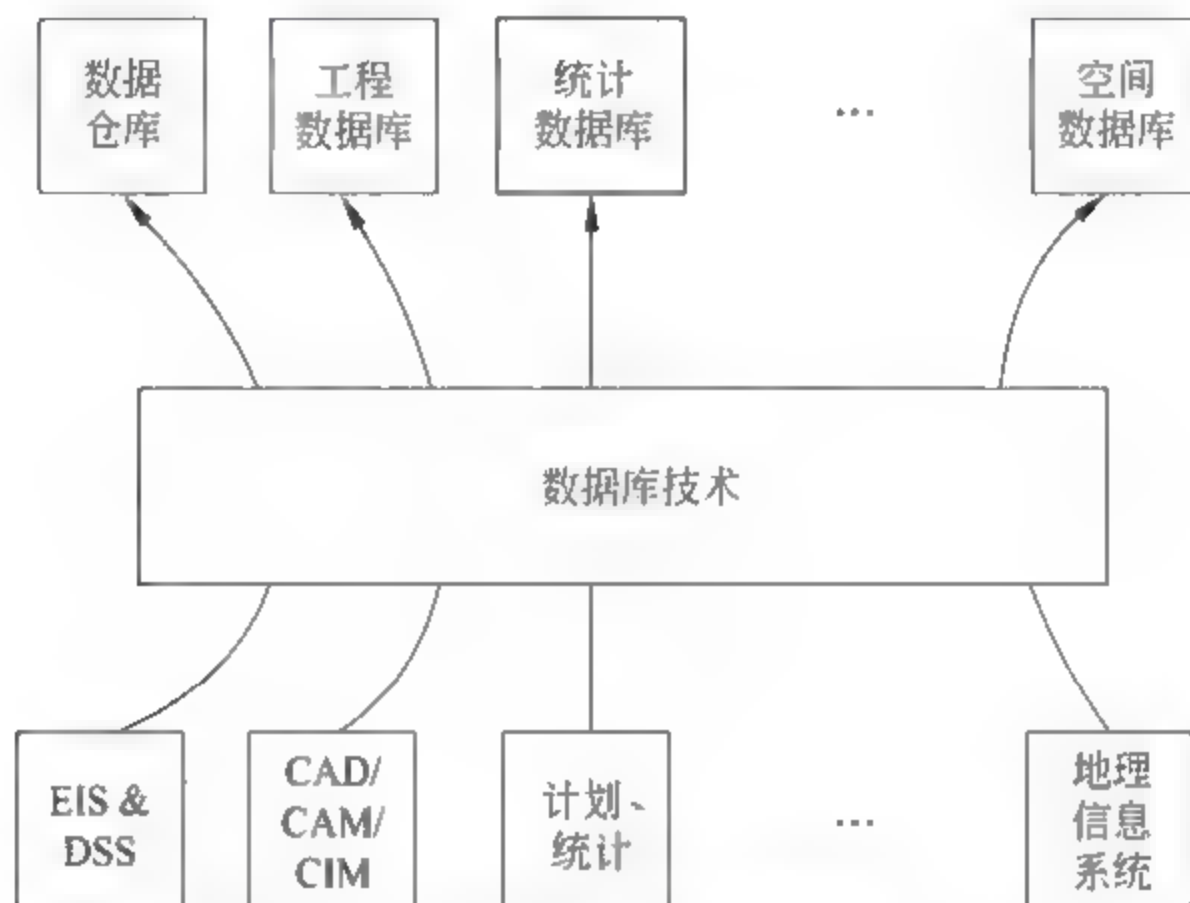 数据
仓库
工程
数据库
统计
数据库
…
空间
数据库
数据库技术
EIS &
DSS
CAD/
CAM/
CIM
计划、
统计
…
地理
信息
系统